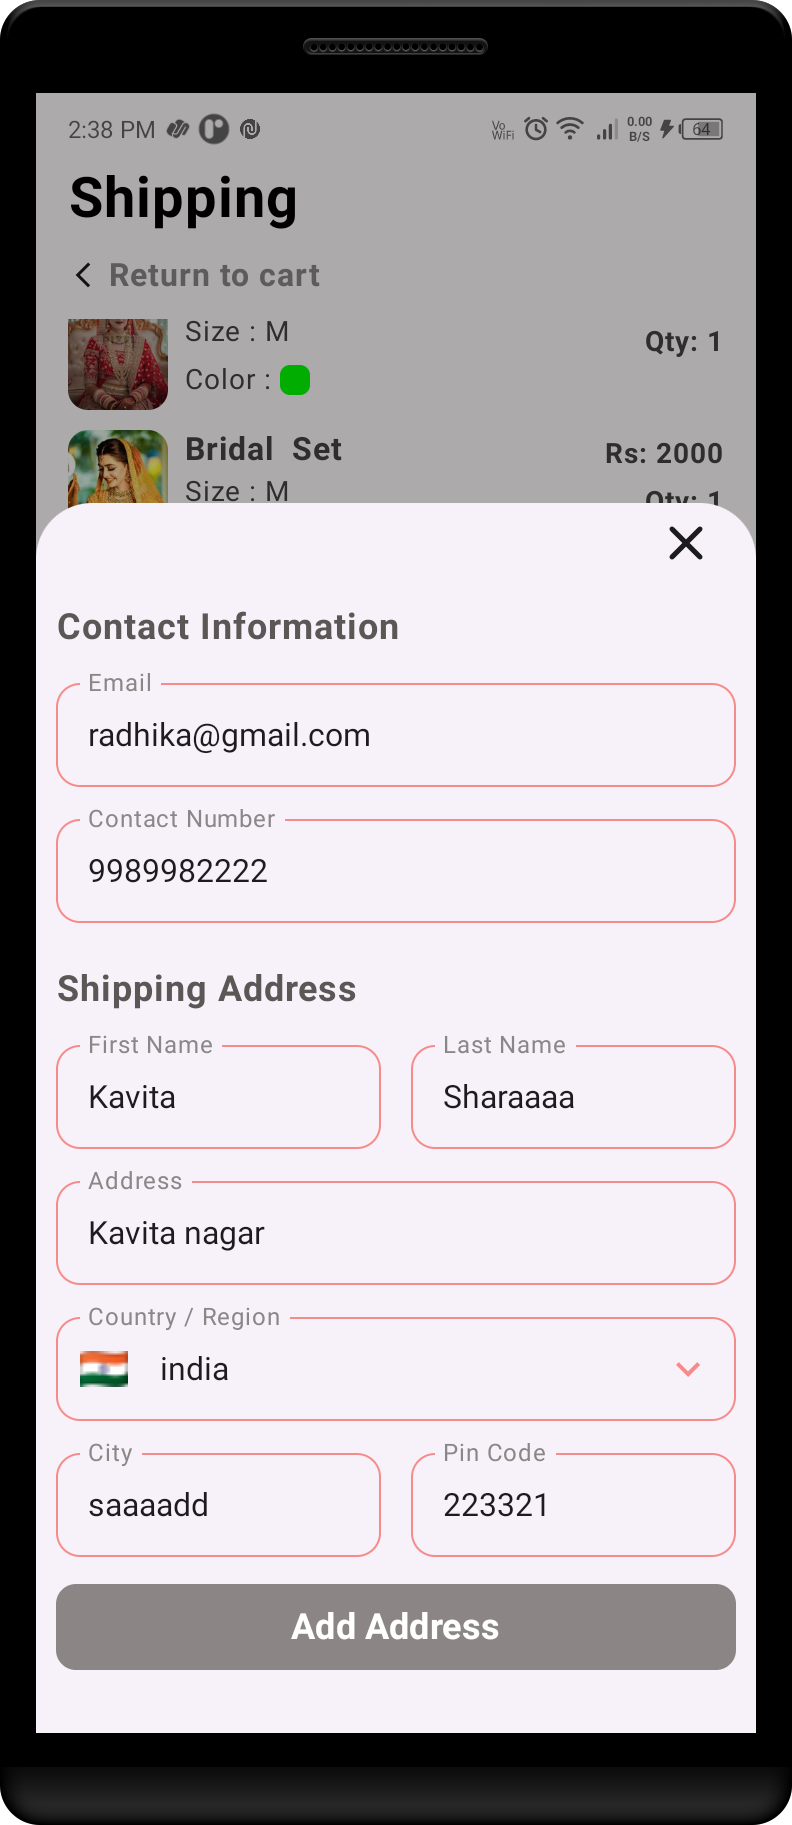 2:38 PM Vo WiFi 0.00 B/S 64
Shipping
Return to cart
Size : M
Qty: 1
Color :
Bridal Set Rs: 2000
Size : M Qty: 1
Contact Information
Email
radhika@gmail.com
Contact Number
9989982222
Shipping Address
First Name Last Name
Kavita Sharaaaa
Address
Kavita nagar
Country / Region
india
City Pin Code
saaaadd 223321
Add Address